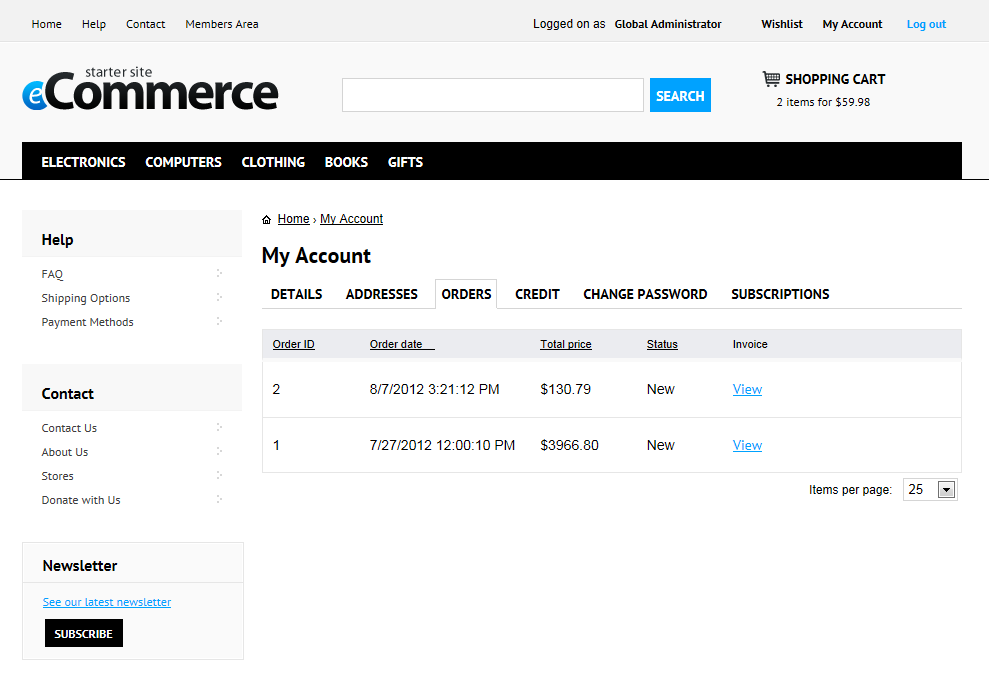 Home Help Contact Members Area Logged on as Global Administrator Wishlist My Account Log out
starter site
eCommerce
SEARCH
SHOPPING CART
2 items for $59.98
ELECTRONICS COMPUTERS CLOTHING BOOKS GIFTS
Help
FAQ
Shipping Options
Payment Methods
Contact
Contact Us
About Us
Stores
Donate with Us
Newsletter
See our latest newsletter
SUBSCRIBE
Home › My Account
My Account
DETAILS ADDRESSES ORDERS CREDIT CHANGE PASSWORD SUBSCRIPTIONS
Order ID Order date Total price Status Invoice
2 8/7/2012 3:21:12 PM $130.79 New View
1 7/27/2012 12:00:10 PM $3966.80 New View
Items per page: 25